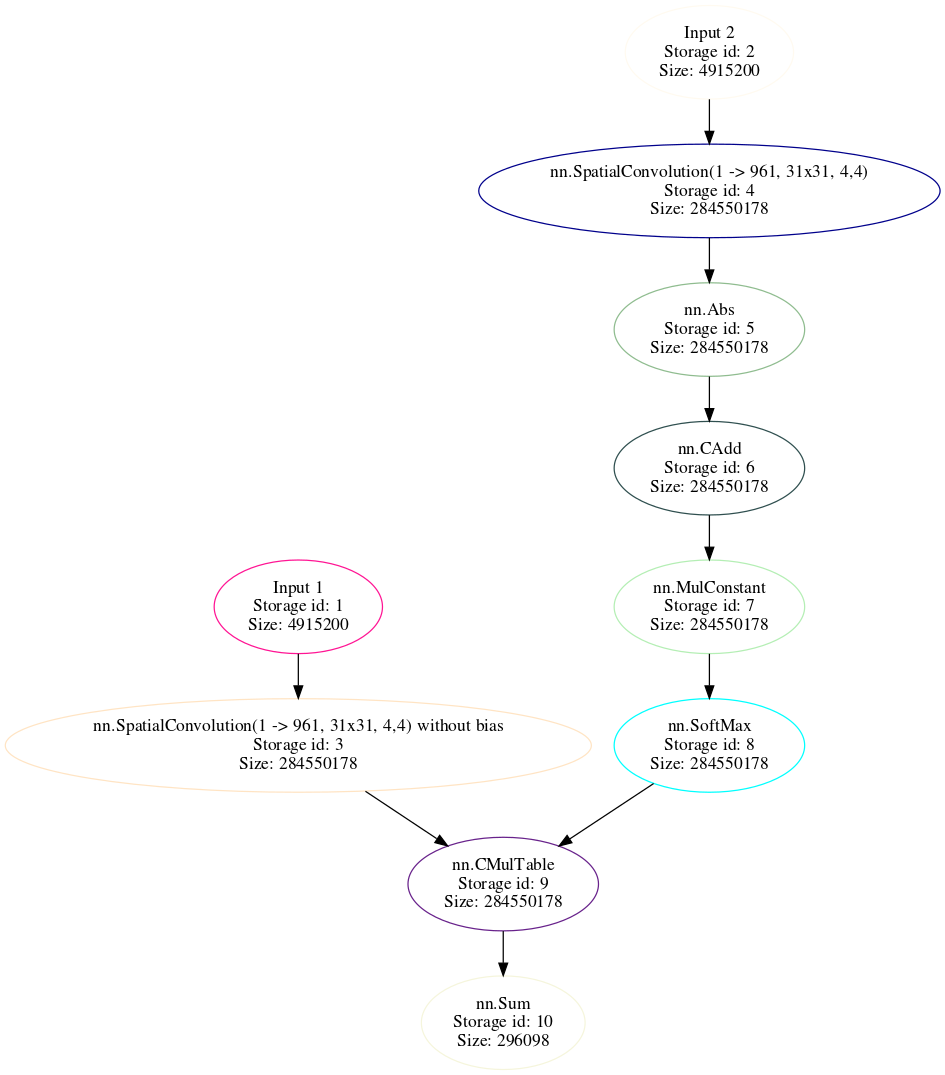 Input 2
Storage id: 2
Size: 4915200
nn.SpatialConvolution(1 -> 961, 31x31, 4,4)
Storage id: 4
Size: 284550178
nn.Abs
Storage id: 5
Size: 284550178
nn.CAdd
Storage id: 6
Size: 284550178
Input 1
Storage id: 1
Size: 4915200
nn.MulConstant
Storage id: 7
Size: 284550178
nn.SpatialConvolution(1 -> 961, 31x31, 4,4) without bias
Storage id: 3
Size: 284550178
nn.SoftMax
Storage id: 8
Size: 284550178
nn.CMulTable
Storage id: 9
Size: 284550178
nn.Sum
Storage id: 10
Size: 296098